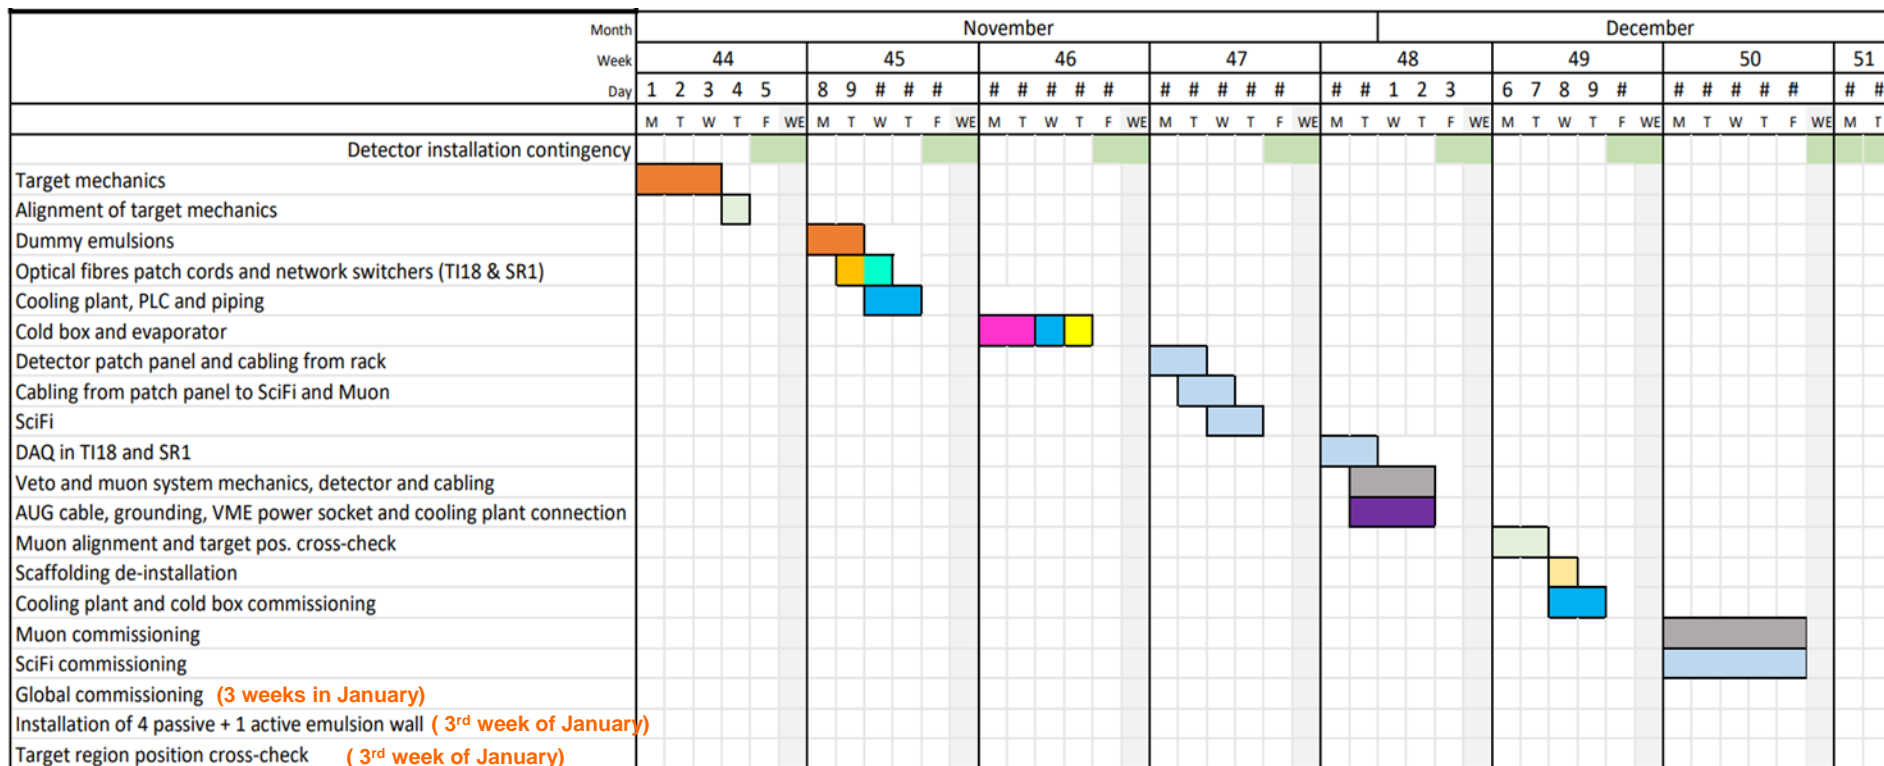 Month November December
Week 44 45 46 47 48 49 50 51
Day 1 2 3 4 5 8 9 # # # # # # # # # # # # # # # 1 2 3 6 7 8 9 # # # # # # # #
M T W T F WE M T W T F WE M T W T F WE M T W T F WE M T W T F WE M T W T F WE M T W T F WE M T
Detector installation contingency
Target mechanics
Alignment of target mechanics
Dummy emulsions
Optical fibres patch cords and network switchers (TI18 & SR1)
Cooling plant, PLC and piping
Cold box and evaporator
Detector patch panel and cabling from rack
Cabling from patch panel to SciFi and Muon
SciFi
DAQ in TI18 and SR1
Veto and muon system mechanics, detector and cabling
AUG cable, grounding, VME power socket and cooling plant connection
Muon alignment and target pos. cross-check
Scaffolding de-installation
Cooling plant and cold box commissioning
Muon commissioning
SciFi commissioning
Global commissioning (3 weeks in January)
Installation of 4 passive + 1 active emulsion wall ( 3rd week of January)
Target region position cross-check ( 3rd week of January)